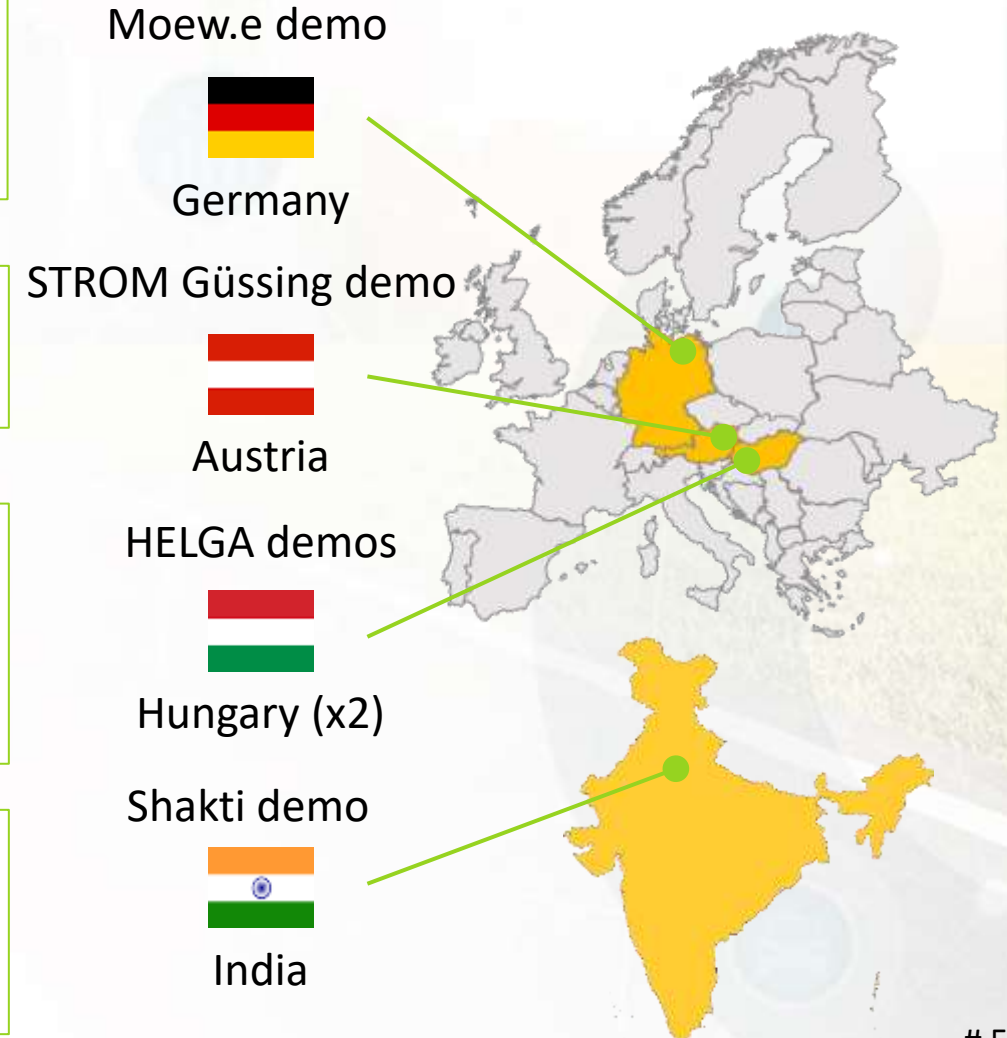 Moew.e demo
Germany
STROM Güssing demo
Austria
HELGA demos
Hungary (x2)
Shakti demo
India